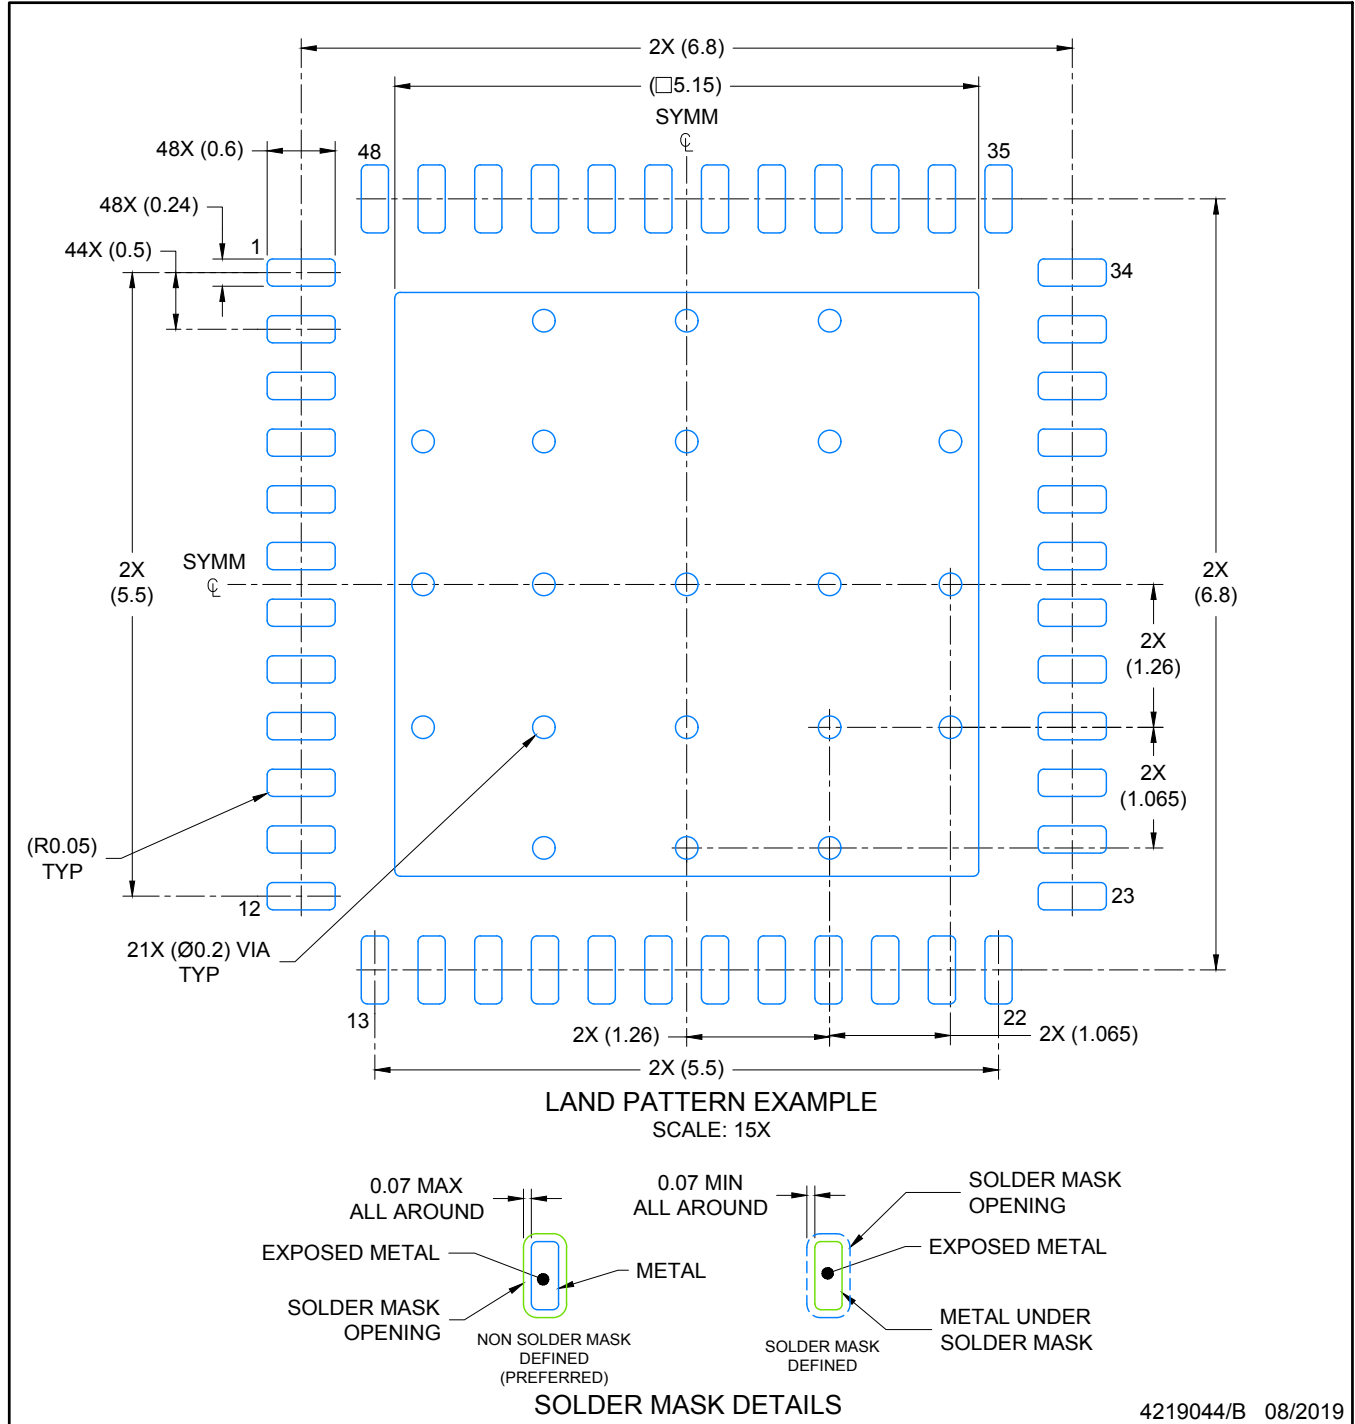 2X (6.8)
(□5.15)
SYMM
℄
48X (0.6)
48
35
48X (0.24)
44X (0.5)
1
34
SYMM
℄
2X
(5.5)
2X
(6.8)
2X
(1.26)
2X
(1.065)
(R0.05)
TYP
12
23
21X (Ø0.2) VIA
TYP
13
22
2X (1.26)
2X (1.065)
2X (5.5)
LAND PATTERN EXAMPLE
SCALE: 15X
0.07 MAX
ALL AROUND
EXPOSED METAL
METAL
SOLDER MASK
OPENING
NON SOLDER MASK
DEFINED
(PREFERRED)
0.07 MIN
ALL AROUND
SOLDER MASK
OPENING
EXPOSED METAL
METAL UNDER
SOLDER MASK
SOLDER MASK
DEFINED
SOLDER MASK DETAILS
4219044/B 08/2019